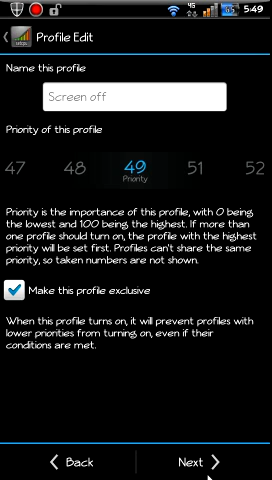 5:49
Profile Edit
Name this profile
Screen off
Priority of this profile
47 48 49 51 52
Priority
Priority is the importance of this profile, with 0 being
the lowest and 100 being the highest. If more than
one profile should turn on, the profile with the highest
priority will be set first. Profiles can't share the same
priority, so taken numbers are not shown.
Make this profile exclusive
When this profile turns on, it will prevent profiles with
lower priorities from turning on, even if their
conditions are met.
Back Next